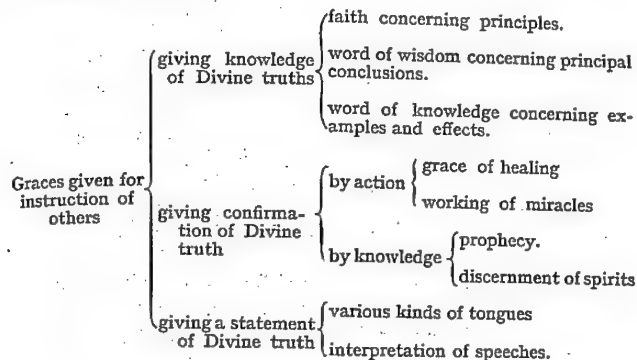 faith concerning principles.
giving knowledge
of Divine truths
word of wisdom concerning principal
conclusions.
word of knowledge concerning ex-
amples and effects.
Graces given for
instruction of
others
giving confirma-
tion of Divine
truth
by action
grace of healing
working of miracles
by knowledge
prophecy.
discernment of spirits
giving a statement
of Divine truth
various kinds of tongues
interpretation of speeches.